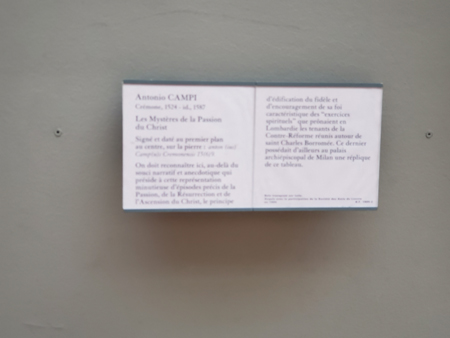 Antonio CAMPI
Crémone, 1524 - id., 1587
Les Mystères de la Passion
du Christ
Signé et daté au premier plan
au centre, sur la pierre :
On doit reconnaître ici, au-delà du
souci narratif et anecdotique qui
préside à cette représentation
minutieuse d'épisodes précis de la
Passion, de la Résurrection et de
l'Ascension du Christ, le principe
d'édification du fidèle et
d'encouragement de sa foi
caractéristique des "exercices
spirituels" que prônaient en
Lombardie les tenants de la
Contre-Réforme réunis autour de
saint Charles Borromée. Ce dernier
possédait d'ailleurs au palais
archiépiscopal de Milan une réplique
de ce tableau.